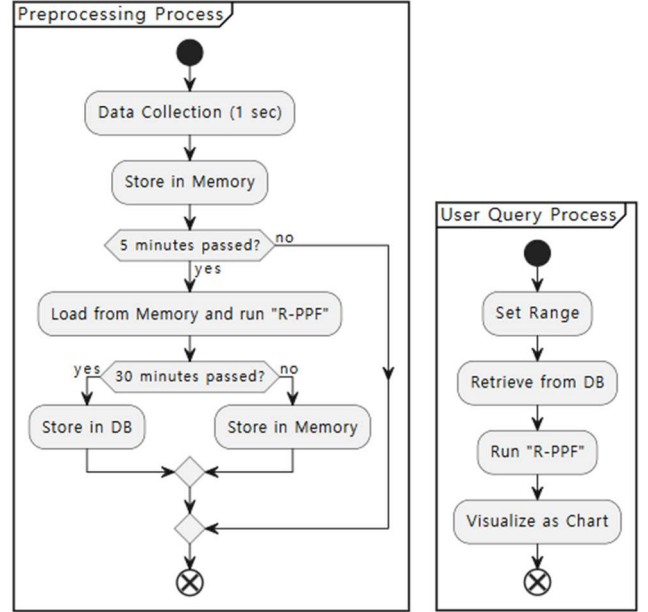 Preprocessing Process
Data Collection (1 sec)
Store in Memory
5 minutes passed?
no
yes
Load from Memory and run "R-PPF"
yes
30 minutes passed?
no
Store in DB
Store in Memory
User Query Process
Set Range
Retrieve from DB
Run "R-PPF"
Visualize as Chart